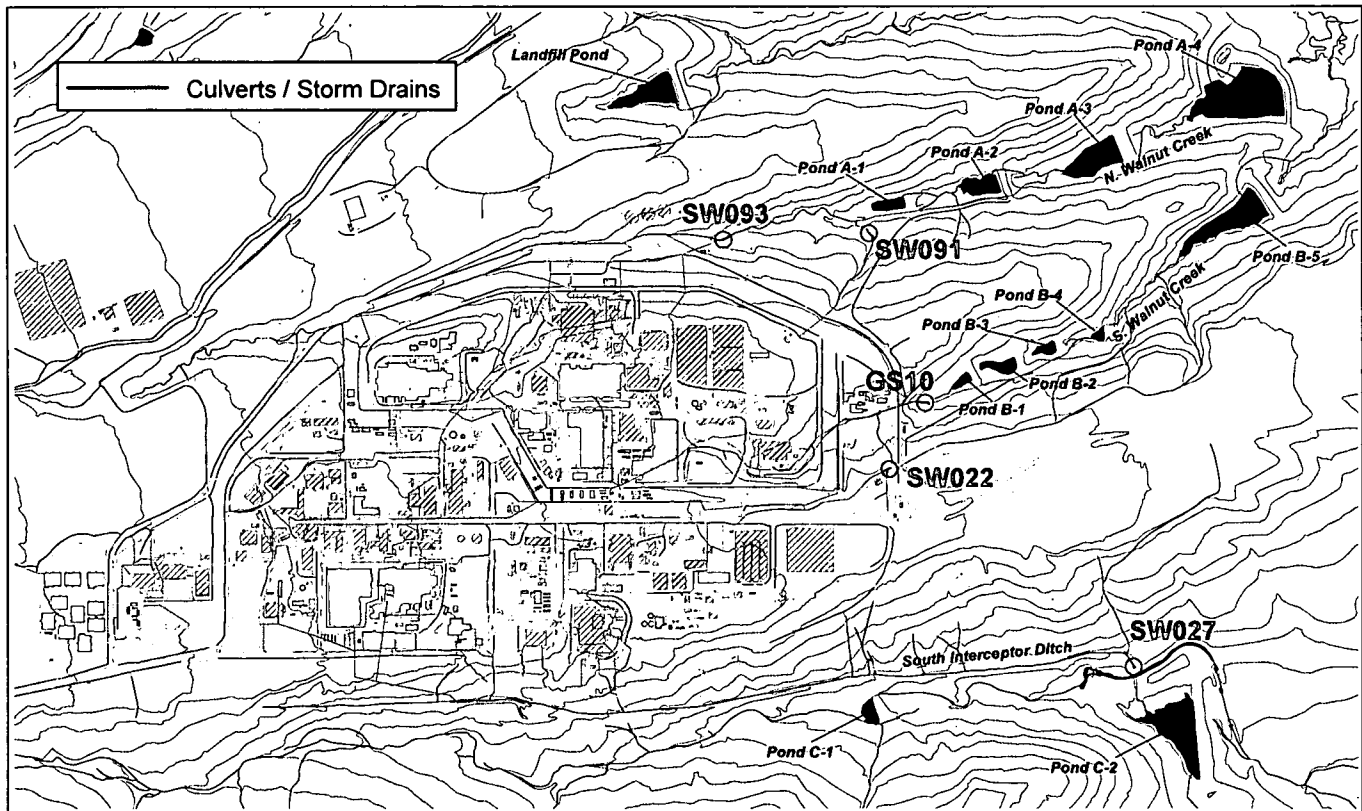 Culverts / Storm Drains
Landfill Pond
Pond A-4
Pond A-3
N. Walnut Creek
Pond A-2
Pond A-1
SW093
SW091
Pond B-5
S. Walnut Creek
Pond B-4
Pond B-3
GS10
Pond B-2
Pond B-1
SW022
SW027
South Interceptor Ditch
Pond C-1
Pond C-2